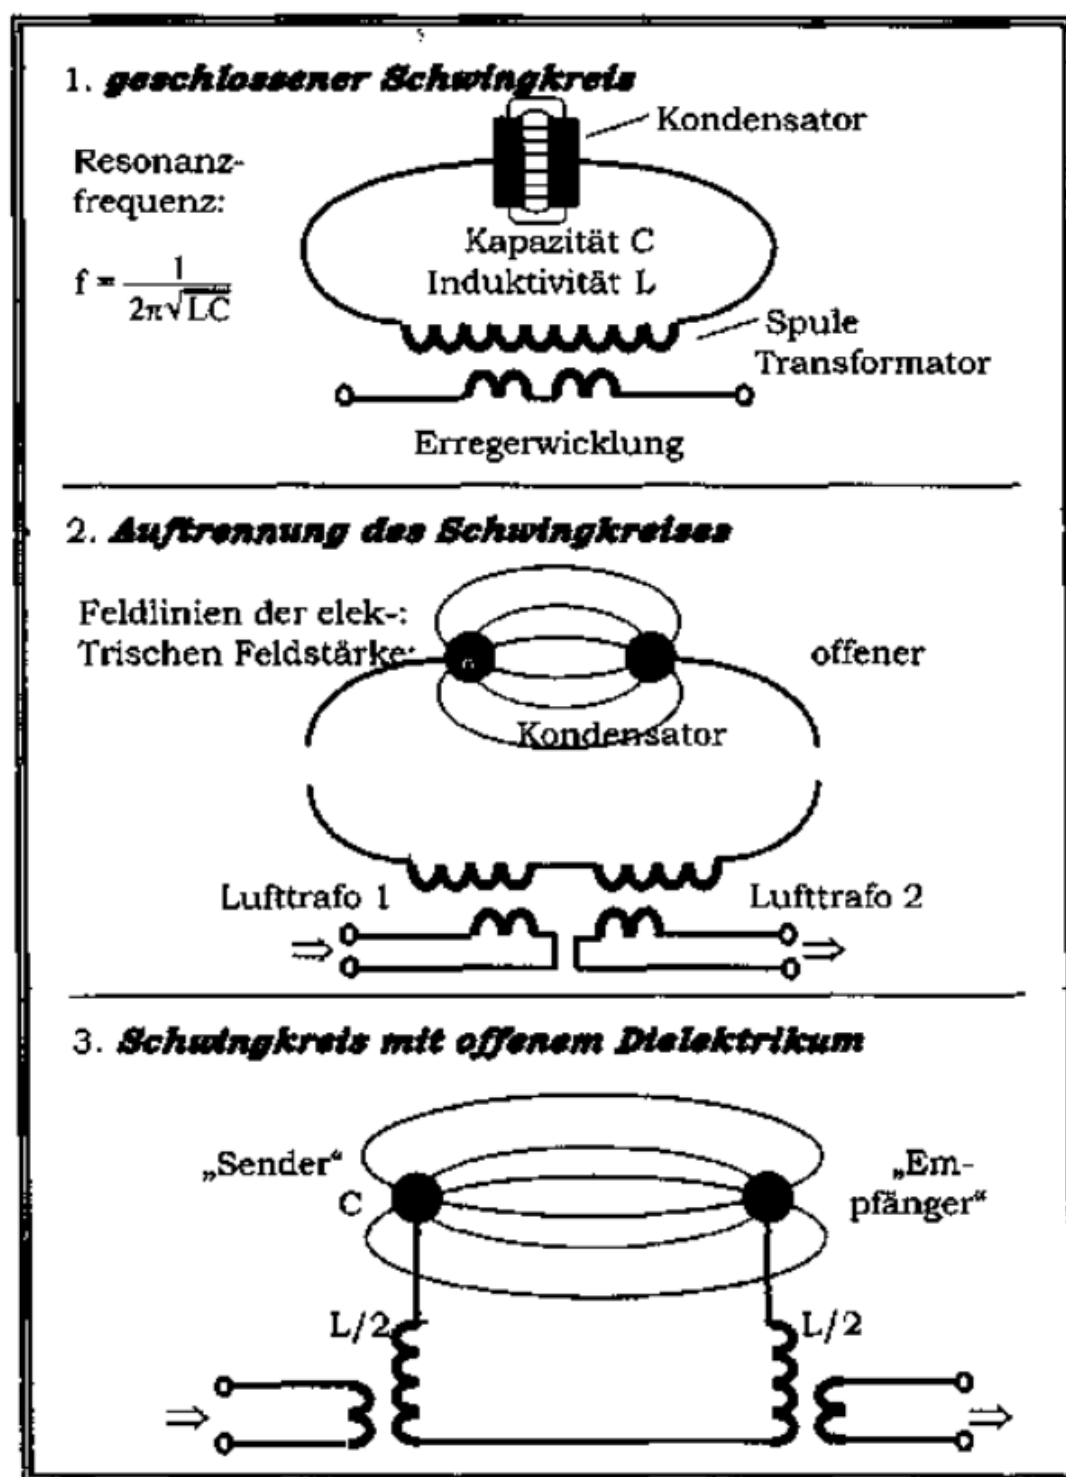 1. geschlossener Schwingkreis
Kondensator
Resonanz-
frequenz:
f = 1 / 2π√LC
Kapazität C
Induktivität L
Spule
Transformator
Erregerwicklung
2. Auftrennung des Schwingkreises
Feldlinien der elek-:
Trischen Feldstärke:
offener
Kondensator
Lufttrafo 1
Lufttrafo 2
3. Schwingkreis mit offenem Dielektrikum
„Sender“
C
„Em-
pfänger“
L/2
L/2